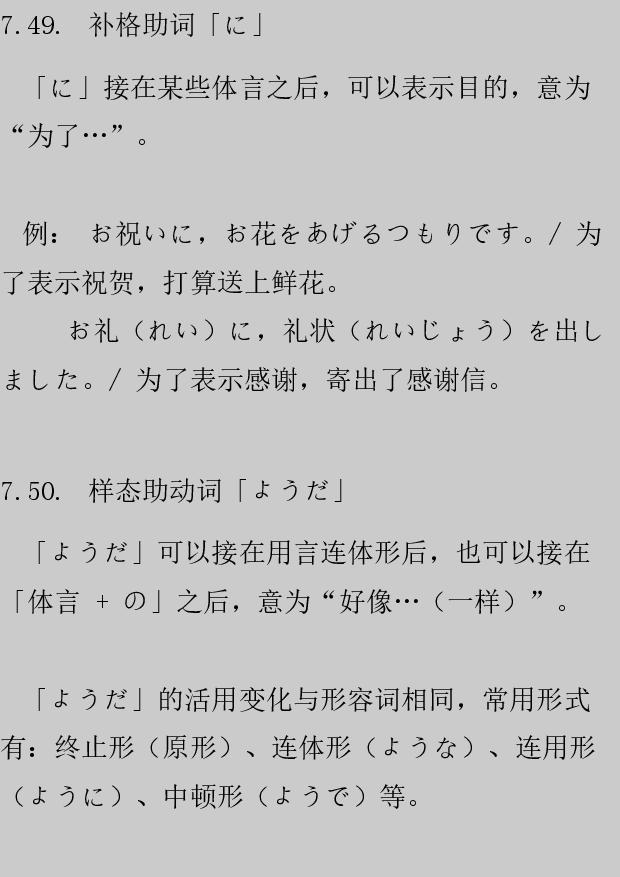 7.49.　补格助词「に」
「に」接在某些体言之后，可以表示目的，意为
“为了…”。
例：　お祝いに，お花をあげるつもりです。/ 为
了表示祝贺，打算送上鲜花。
お礼（れい）に，礼状（れいじょう）を出し
ました。/ 为了表示感谢，寄出了感谢信。
7.50.　样态助动词「ようだ」
「ようだ」可以接在用言连体形后，也可以接在
「体言 + の」之后，意为“好像…（一样）”。
「ようだ」的活用变化与形容词相同，常用形式
有：终止形（原形）、连体形（ような）、连用形
（ように）、中顿形（ようで）等。